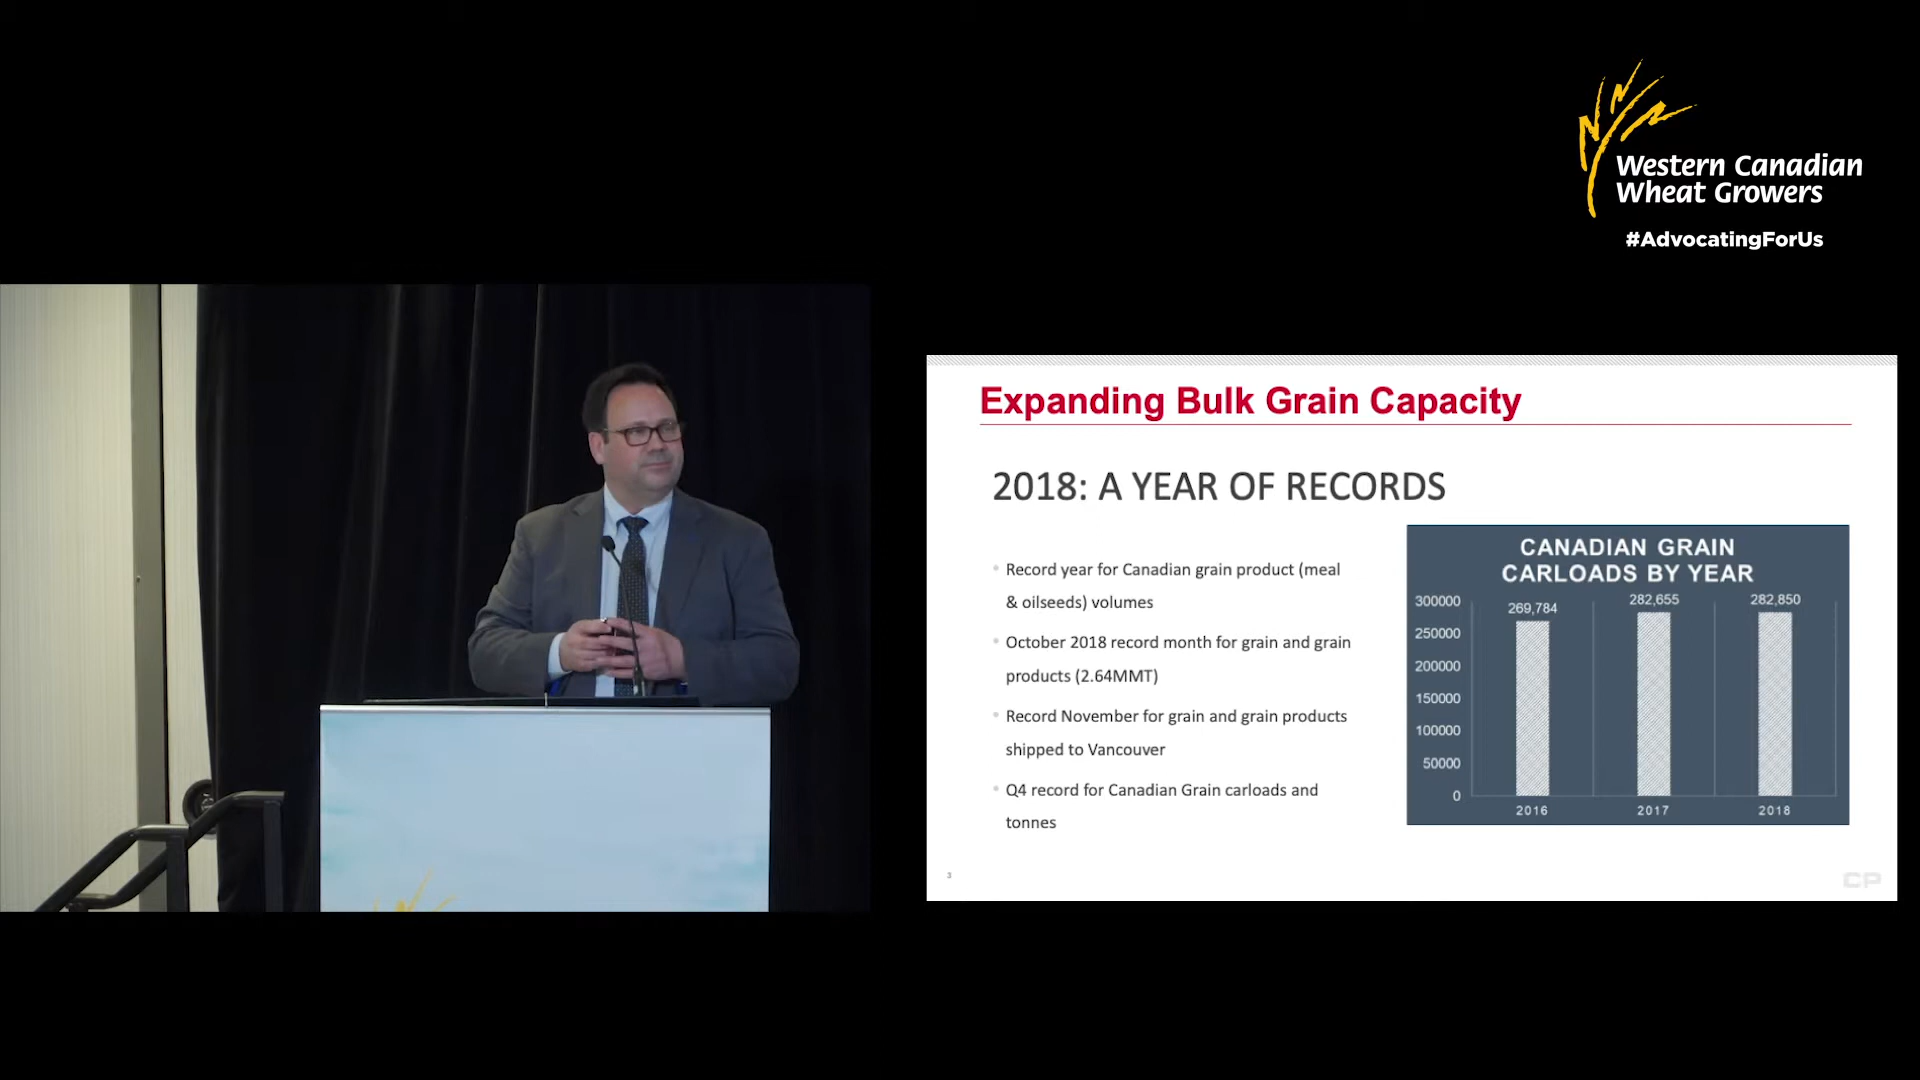 Western Canadian
Wheat Growers
#AdvocatingForUs
Expanding Bulk Grain Capacity
2018: A YEAR OF RECORDS
Record year for Canadian grain product (meal
& oilseeds) volumes
October 2018 record month for grain and grain
products (2.64MMT)
Record November for grain and grain products
shipped to Vancouver
Q4 record for Canadian Grain carloads and
tonnes
CANADIAN GRAIN
CARLOADS BY YEAR
300000
250000
200000
150000
100000
50000
0
269,784
282,655
282,850
2016
2017
2018
3
CP